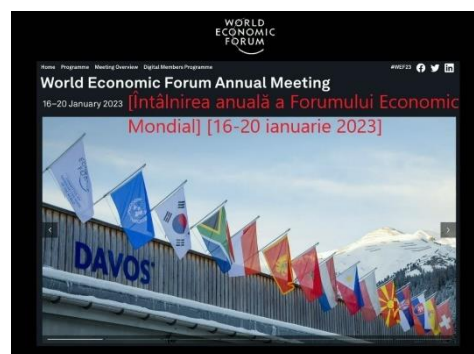 WORLD
ECONOMIC
FORUM
Home Programme Meeting Overview Digital Members Programme
#WEF23
World Economic Forum Annual Meeting
16–20 January 2023 [Întâlnirea anuală a Forumului Economic
Mondial] [16-20 ianuarie 2023]
DAVOS